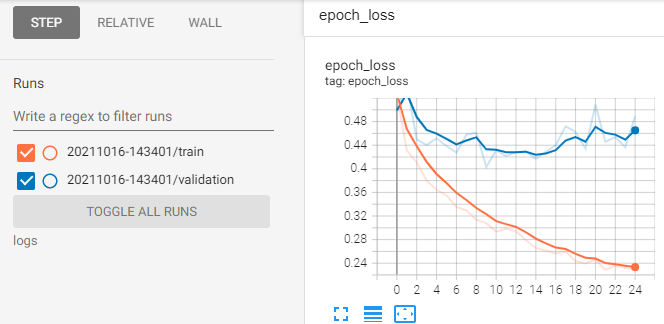 STEP RELATIVE WALL
Runs
Write a regex to filter runs
20211016-143401/train
20211016-143401/validation
TOGGLE ALL RUNS
logs
epoch_loss
epoch_loss
tag: epoch_loss
0.48
0.44
0.4
0.36
0.32
0.28
0.24
0 2 4 6 8 10 12 14 16 18 20 22 24